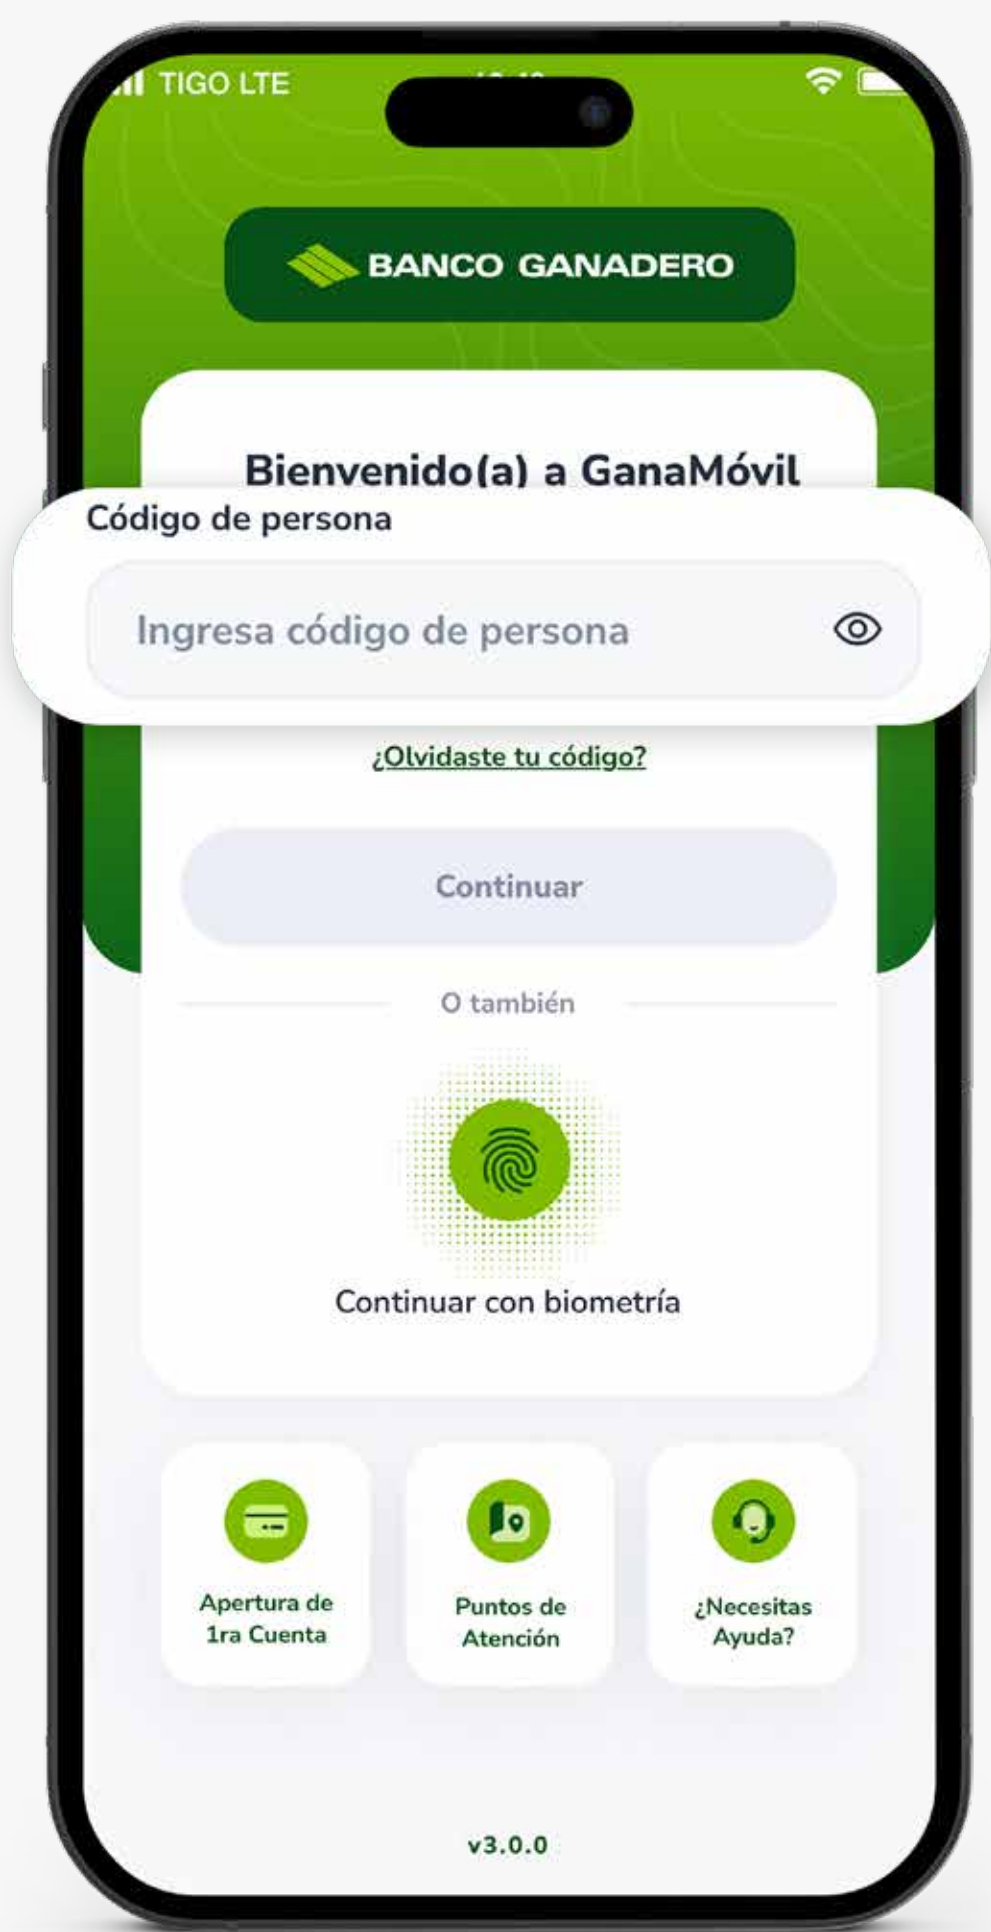 TIGO LTE
BANCO GANADERO
Bienvenido(a) a GanaMóvil
Código de persona
Ingresa código de persona
¿Olvidaste tu código?
Continuar
O también
Continuar con biometría
Apertura de
1ra Cuenta
Puntos de
Atención
¿Necesitas
Ayuda?
v3.0.0